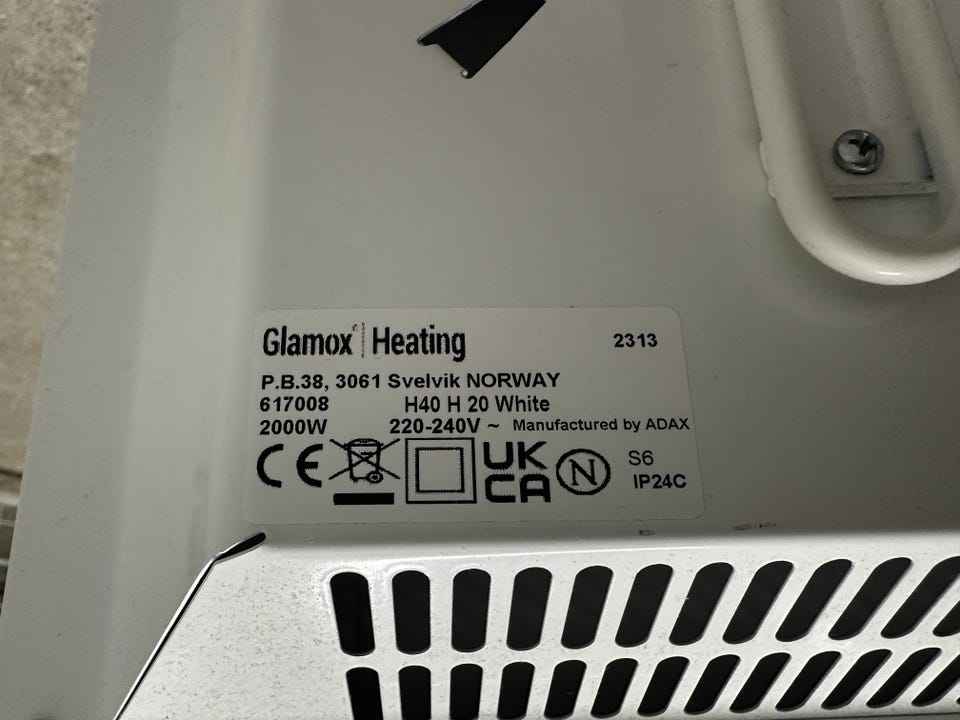 Glamox Heating 2313
P.B.38, 3061 Svelvik NORWAY
617008 H40 H 20 White
2000W 220-240V ~ Manufactured by ADAX
CE UK CA N S6
IP24C